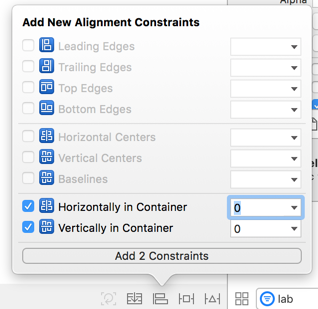 Alpha
Add New Alignment Constraints
Leading Edges
Trailing Edges
Top Edges
Bottom Edges
Horizontal Centers
Vertical Centers
Baselines
Horizontally in Container 0
Vertically in Container 0
Add 2 Constraints
lab